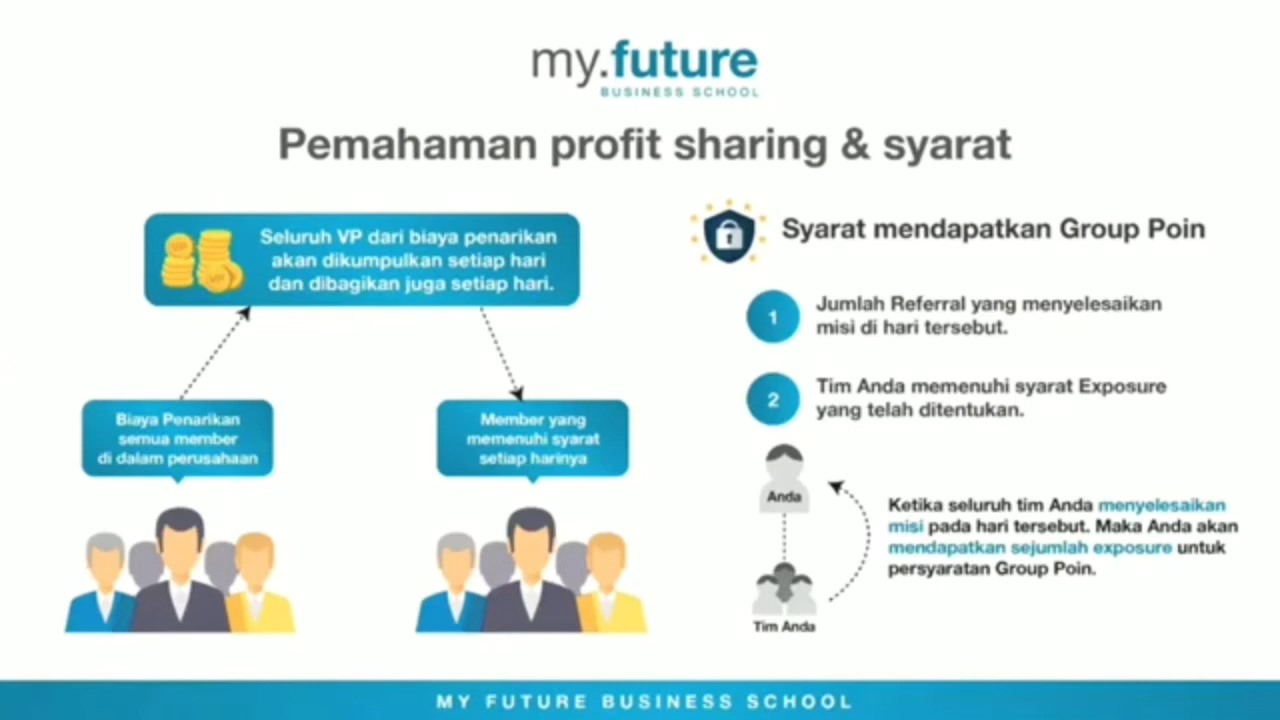 my.future
BUSINESS SCHOOL
Pemahaman profit sharing & syarat
Seluruh VP dari biaya penarikan
akan dikumpulkan setiap hari
dan dibagikan juga setiap hari.
Biaya Penarikan
semua member
di dalam perusahaan
Member yang
memenuhi syarat
setiap harinya
Syarat mendapatkan Group Poin
1
Jumlah Referral yang menyelesaikan
misi di hari tersebut.
2
Tim Anda memenuhi syarat Exposure
yang telah ditentukan.
Anda
Tim Anda
Ketika seluruh tim Anda menyelesaikan
misi pada hari tersebut. Maka Anda akan
mendapatkan sejumlah exposure untuk
persyaratan Group Poin.
MY FUTURE BUSINESS SCHOOL